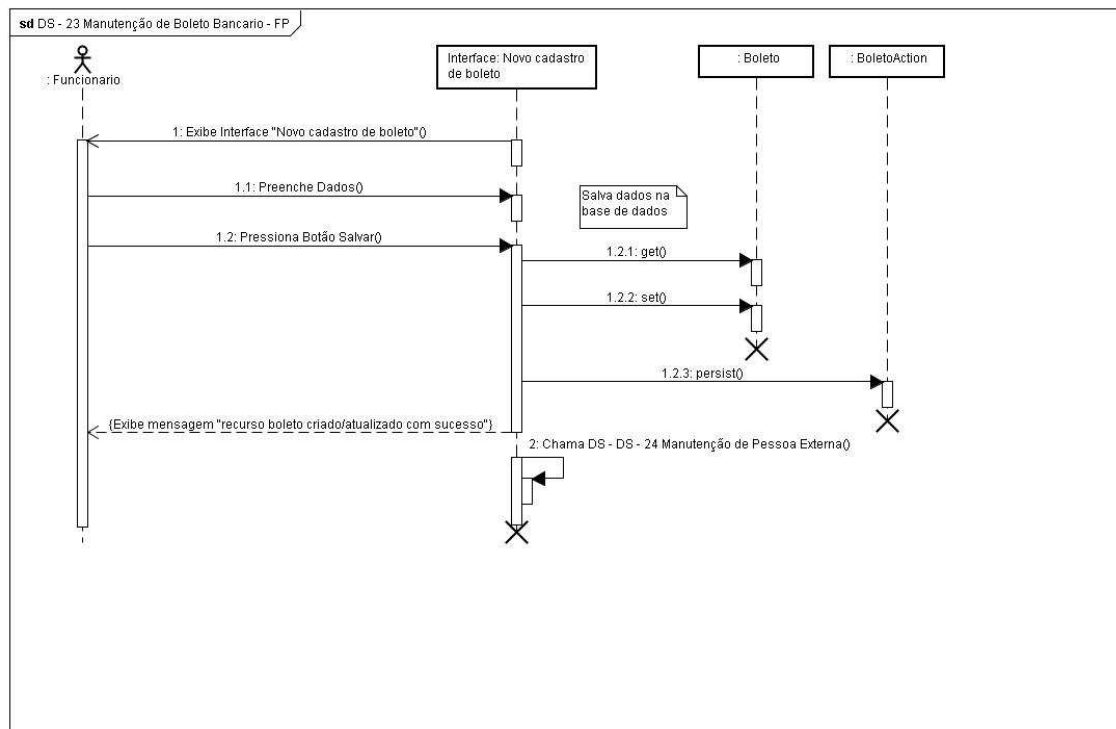 sd DS - 23 Manutenção de Boleto Bancario - FP
: Funcionario
Interface: Novo cadastro
de boleto
: Boleto
: BoletoAction
1: Exibe Interface "Novo cadastro de boleto"()
1.1: Preenche Dados()
Salva dados na
base de dados
1.2: Pressiona Botão Salvar()
1.2.1: get()
1.2.2: set()
1.2.3: persist()
{Exibe mensagem "recurso boleto criado/atualizado com sucesso"}
2: Chama DS - DS - 24 Manutenção de Pessoa Externa()